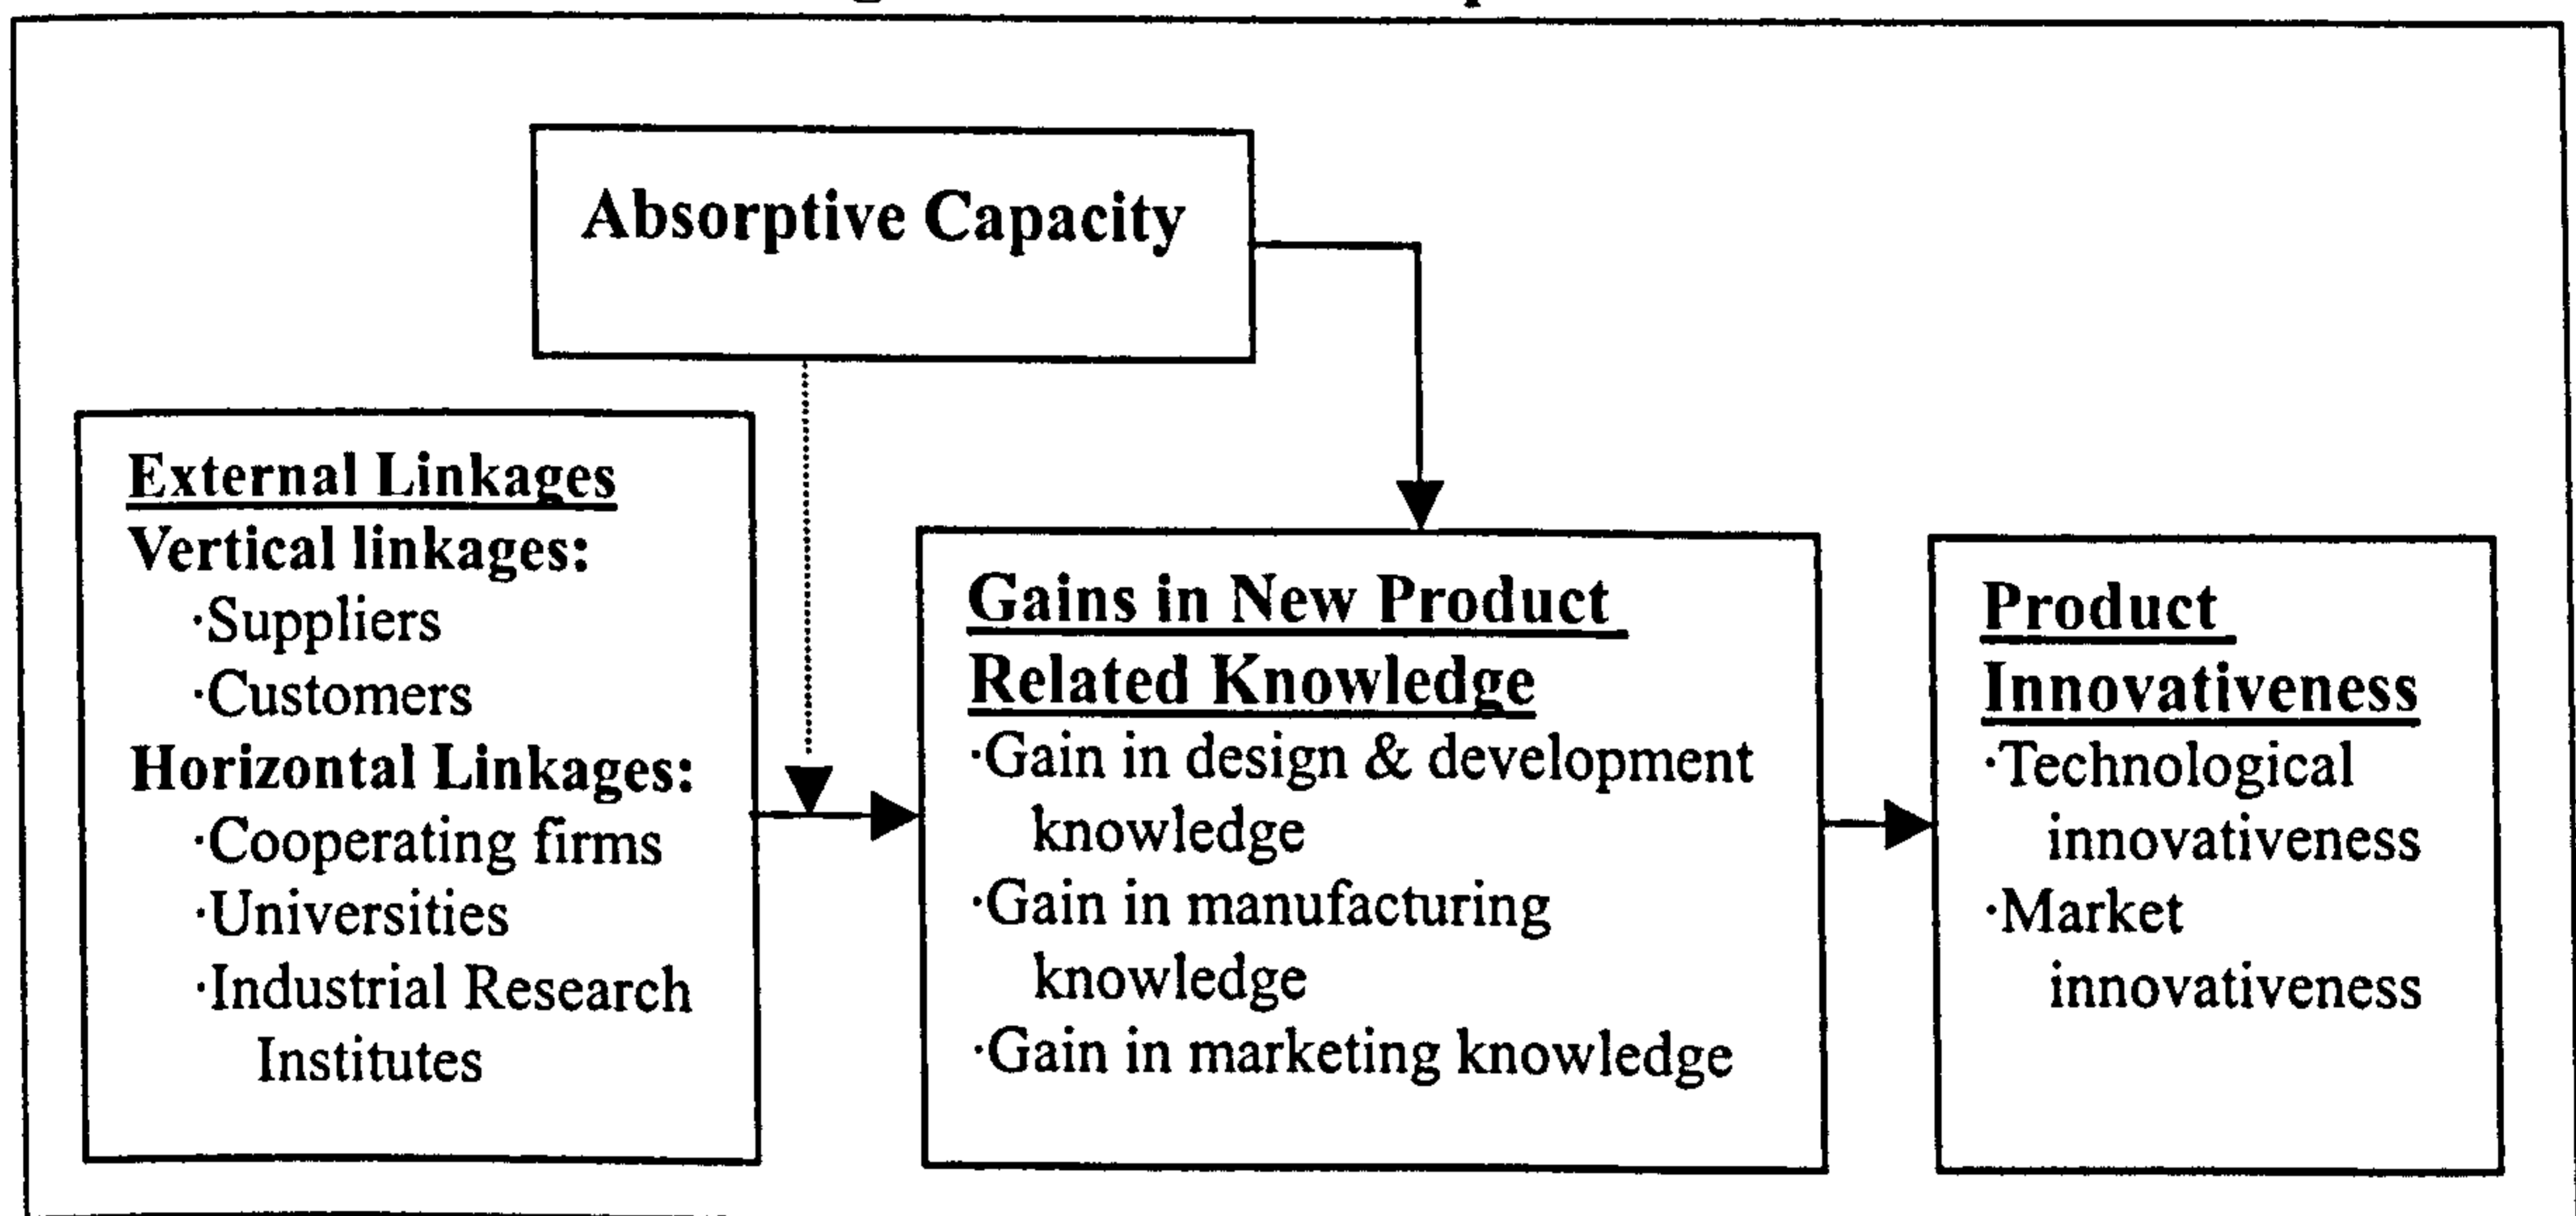 Absorptive Capacity
External Linkages
Vertical linkages:
·Suppliers
·Customers
Horizontal Linkages:
·Cooperating firms
·Universities
·Industrial Research
Institutes
Gains in New Product
Related Knowledge
·Gain in design & development
knowledge
·Gain in manufacturing
knowledge
·Gain in marketing knowledge
Product
Innovativeness
·Technological
innovativeness
·Market
innovativeness